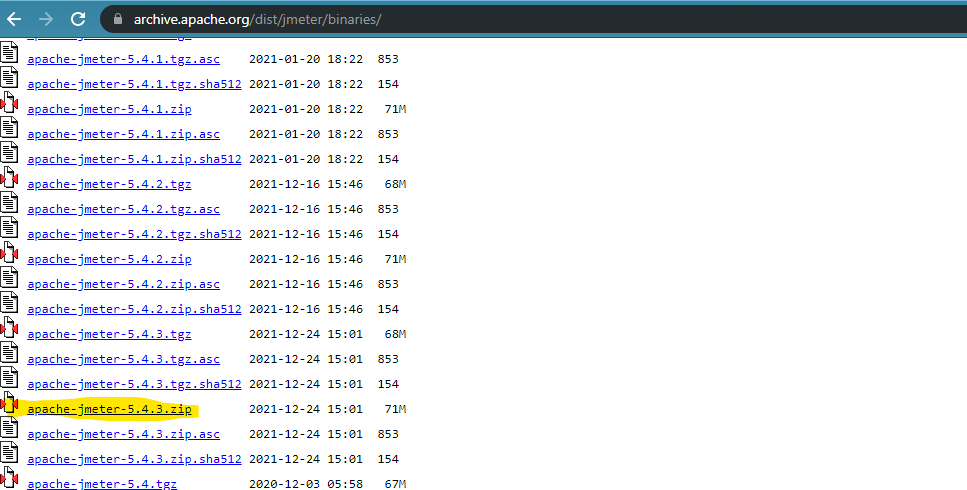 archive.apache.org/dist/jmeter/binaries/
apache-jmeter-5.4.1.tgz.asc 2021-01-20 18:22 853
apache-jmeter-5.4.1.tgz.sha512 2021-01-20 18:22 154
apache-jmeter-5.4.1.zip 2021-01-20 18:22 71M
apache-jmeter-5.4.1.zip.asc 2021-01-20 18:22 853
apache-jmeter-5.4.1.zip.sha512 2021-01-20 18:22 154
apache-jmeter-5.4.2.tgz 2021-12-16 15:46 68M
apache-jmeter-5.4.2.tgz.asc 2021-12-16 15:46 853
apache-jmeter-5.4.2.tgz.sha512 2021-12-16 15:46 154
apache-jmeter-5.4.2.zip 2021-12-16 15:46 71M
apache-jmeter-5.4.2.zip.asc 2021-12-16 15:46 853
apache-jmeter-5.4.2.zip.sha512 2021-12-16 15:46 154
apache-jmeter-5.4.3.tgz 2021-12-24 15:01 68M
apache-jmeter-5.4.3.tgz.asc 2021-12-24 15:01 853
apache-jmeter-5.4.3.tgz.sha512 2021-12-24 15:01 154
apache-jmeter-5.4.3.zip 2021-12-24 15:01 71M
apache-jmeter-5.4.3.zip.asc 2021-12-24 15:01 853
apache-jmeter-5.4.3.zip.sha512 2021-12-24 15:01 154
apache-jmeter-5.4.tgz 2020-12-03 05:58 67M